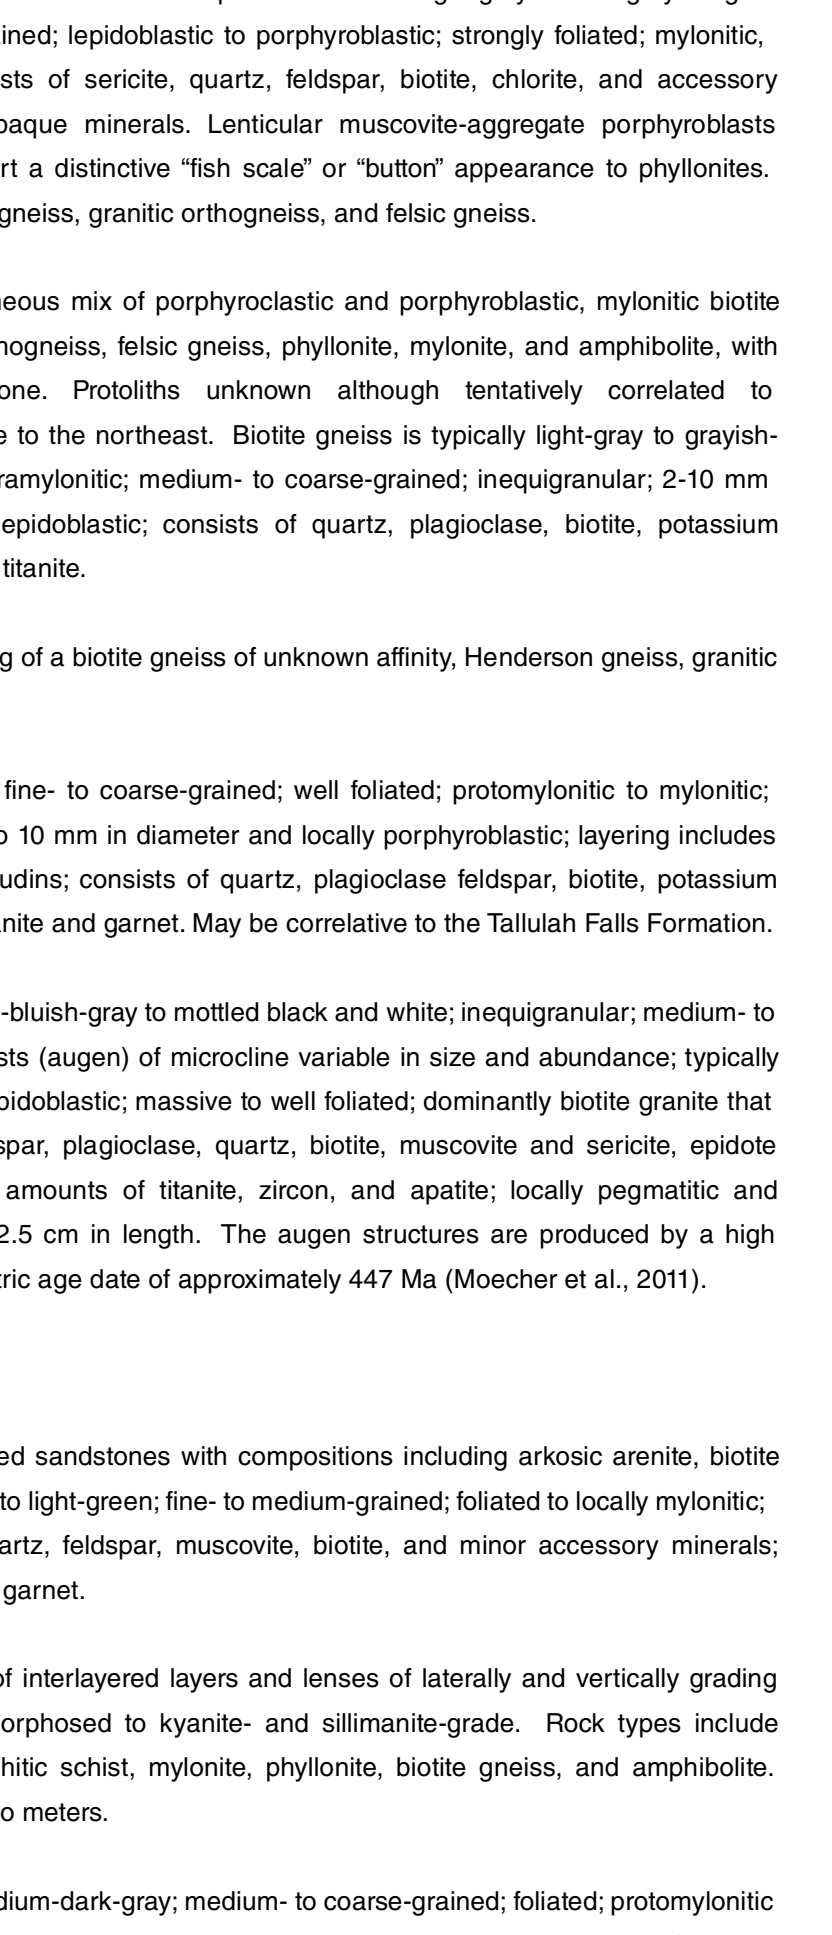 ined; lepidoblastic to porphyroblastic; strongly foliated; mylonitic,
sts of sericite, quartz, feldspar, biotite, chlorite, and accessory
paque minerals. Lenticular muscovite-aggregate porphyroblasts
rt a distinctive “fish scale” or “button” appearance to phyllonites.
gneiss, granitic orthogneiss, and felsic gneiss.
neous mix of porphyroclastic and porphyroblastic, mylonitic biotite
hogneiss, felsic gneiss, phyllonite, mylonite, and amphibolite, with
one. Protoliths unknown although tentatively correlated to
e to the northeast. Biotite gneiss is typically light-gray to grayish-
ramylonitic; medium- to coarse-grained; inequigranular; 2-10 mm
epidoblastic; consists of quartz, plagioclase, biotite, potassium
titanite.
g of a biotite gneiss of unknown affinity, Henderson gneiss, granitic
fine- to coarse-grained; well foliated; protomylonitic to mylonitic;
o 10 mm in diameter and locally porphyroblastic; layering includes
udins; consists of quartz, plagioclase feldspar, biotite, potassium
nite and garnet. May be correlative to the Tallulah Falls Formation.
-bluish-gray to mottled black and white; inequigranular; medium- to
sts (augen) of microcline variable in size and abundance; typically
pidoblastic; massive to well foliated; dominantly biotite granite that
spar, plagioclase, quartz, biotite, muscovite and sericite, epidote
amounts of titanite, zircon, and apatite; locally pegmatitic and
2.5 cm in length. The augen structures are produced by a high
tric age date of approximately 447 Ma (Moecher et al., 2011).
ed sandstones with compositions including arkosic arenite, biotite
to light-green; fine- to medium-grained; foliated to locally mylonitic;
artz, feldspar, muscovite, biotite, and minor accessory minerals;
garnet.
of interlayered layers and lenses of laterally and vertically grading
orphosed to kyanite- and sillimanite-grade. Rock types include
hitic schist, mylonite, phyllonite, biotite gneiss, and amphibolite.
o meters.
dium-dark-gray; medium- to coarse-grained; foliated; protomylonitic